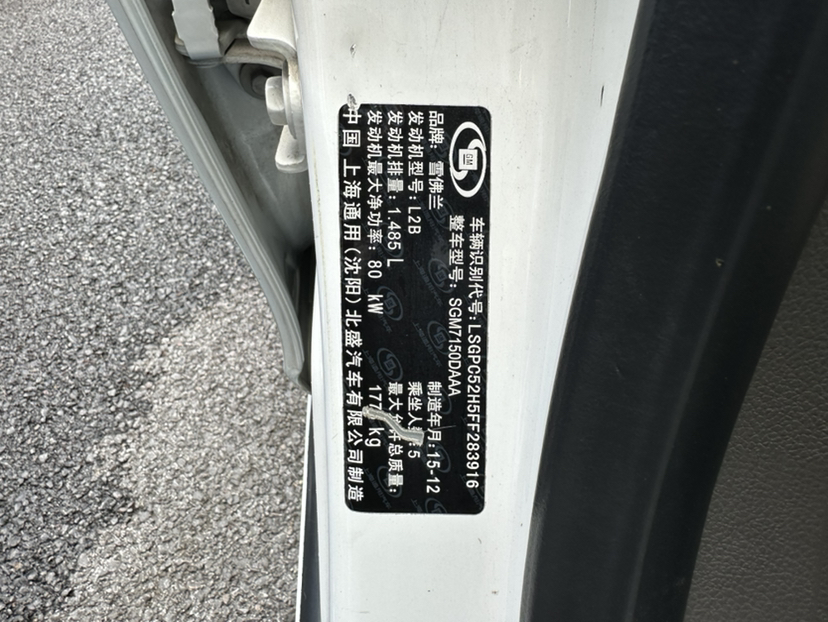 GM
车辆识别代号:LSGPC52H5FF283916
整车型号: SGM7150DAAA
品牌: 雪佛兰 制造年月:15-12
发动机型号: L2B 乘坐人 :5
发动机排量: 1.485 L 最大 总质量:
发动机最大净功率: 80 kW kg
中国 上海通用(沈阳)北盛汽车有限公司制造